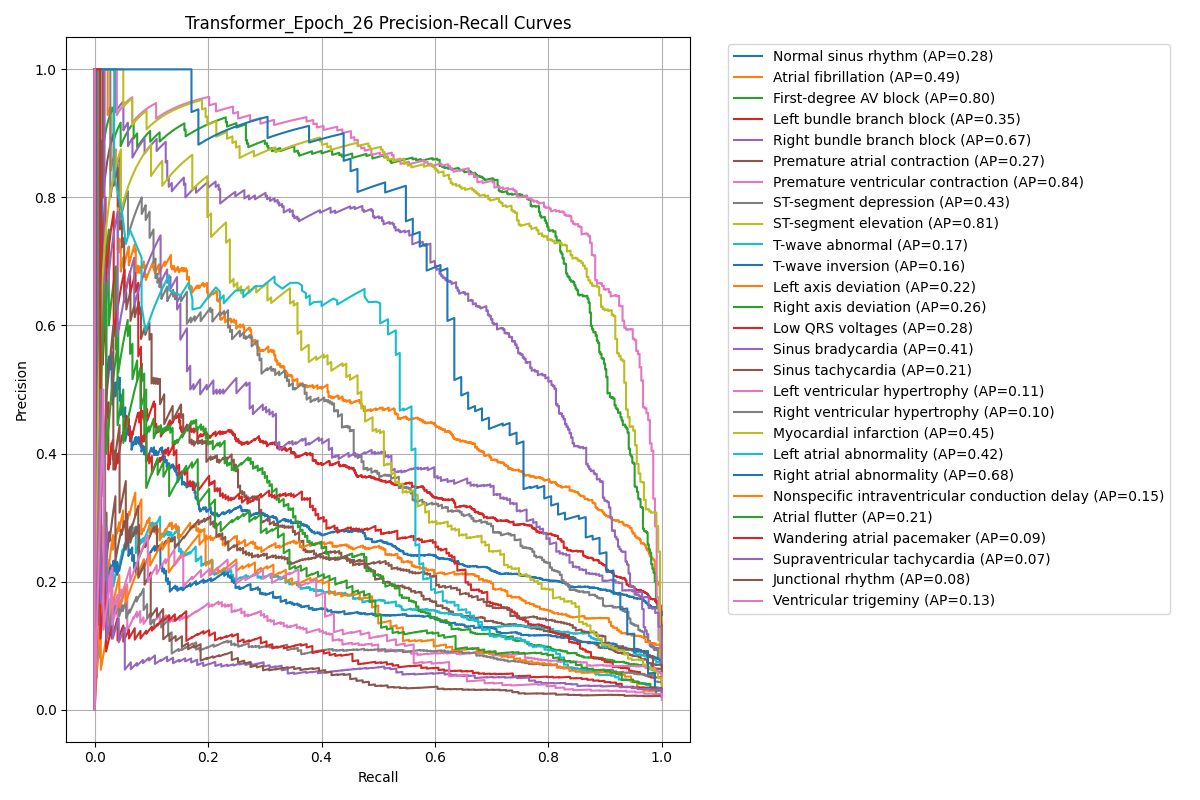 Transformer_Epoch_26 Precision-Recall Curves
1.0
0.8
0.6
0.4
0.2
0.0
Precision
0.0 0.2 0.4 0.6 0.8 1.0
Recall
Normal sinus rhythm (AP=0.28)
Atrial fibrillation (AP=0.49)
First-degree AV block (AP=0.80)
Left bundle branch block (AP=0.35)
Right bundle branch block (AP=0.67)
Premature atrial contraction (AP=0.27)
Premature ventricular contraction (AP=0.84)
ST-segment depression (AP=0.43)
ST-segment elevation (AP=0.81)
T-wave abnormal (AP=0.17)
T-wave inversion (AP=0.16)
Left axis deviation (AP=0.22)
Right axis deviation (AP=0.26)
Low QRS voltages (AP=0.28)
Sinus bradycardia (AP=0.41)
Sinus tachycardia (AP=0.21)
Left ventricular hypertrophy (AP=0.11)
Right ventricular hypertrophy (AP=0.10)
Myocardial infarction (AP=0.45)
Left atrial abnormality (AP=0.42)
Right atrial abnormality (AP=0.68)
Nonspecific intraventricular conduction delay (AP=0.15)
Atrial flutter (AP=0.21)
Wandering atrial pacemaker (AP=0.09)
Supraventricular tachycardia (AP=0.07)
Junctional rhythm (AP=0.08)
Ventricular trigeminy (AP=0.13)